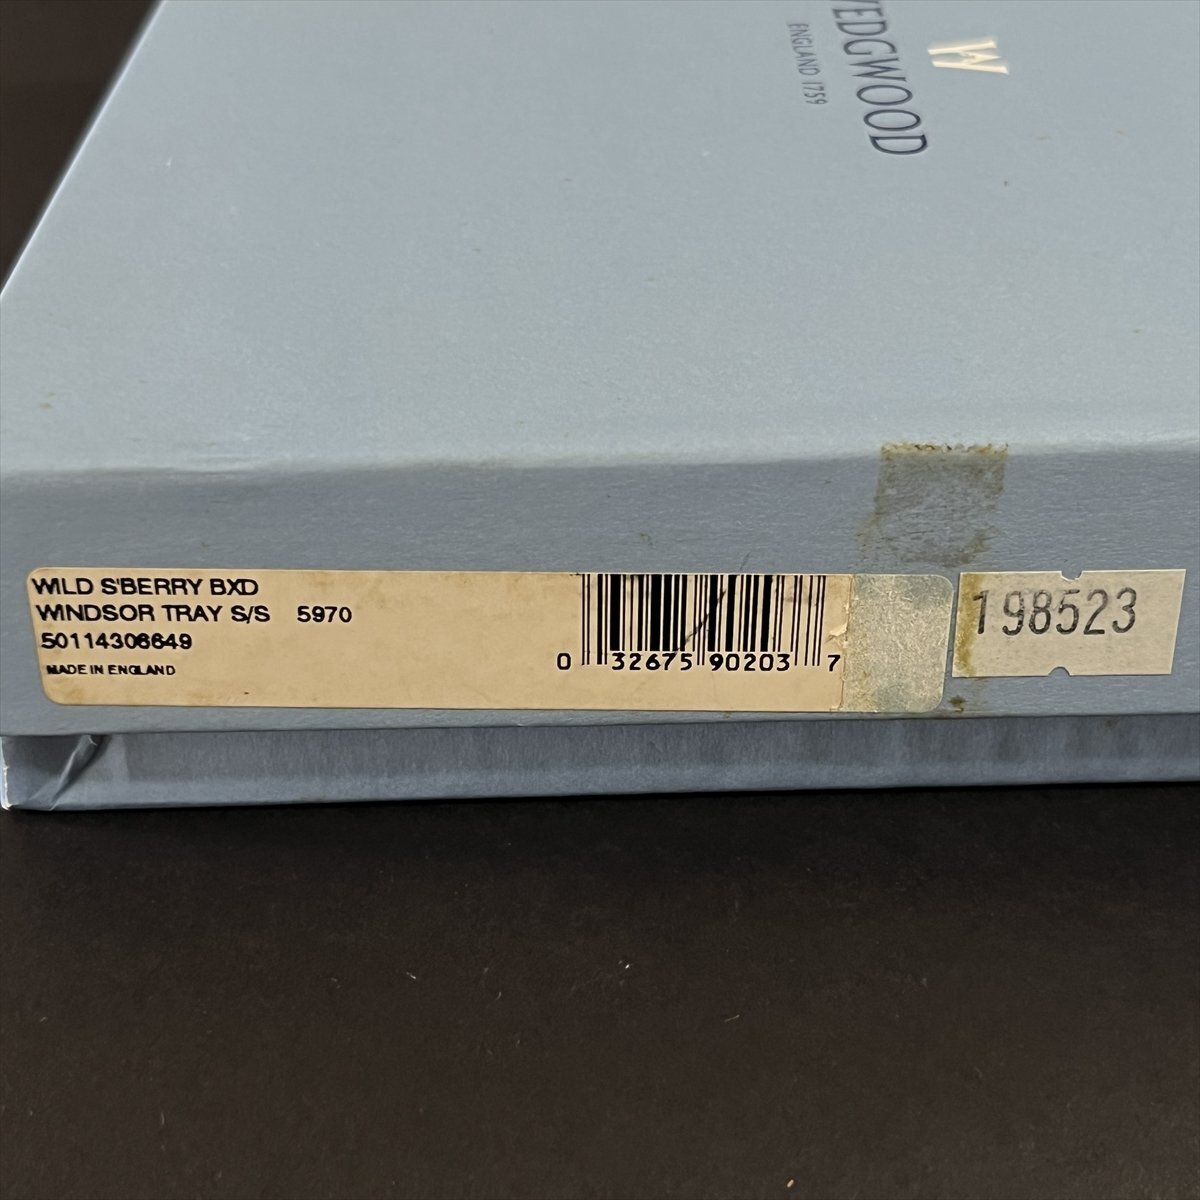 W
WEDGWOOD
ENGLAND 1759
WILD S'BERRY BXD
WINDSOR TRAY S/S 5970
50114306649
MADE IN ENGLAND
0 32675 90203 7
198523